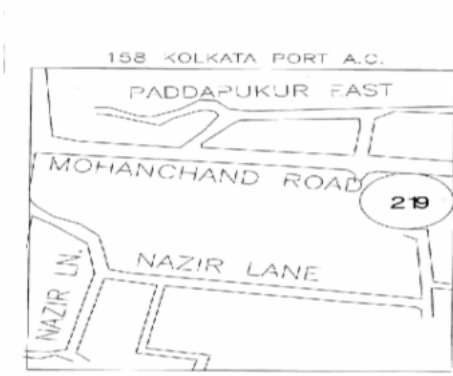 158 KOLKATA PORT A.C.
PADDAPUKUR EAST
MOHANCHAND ROAD
219
NAZIR LANE
NAZIR LN.